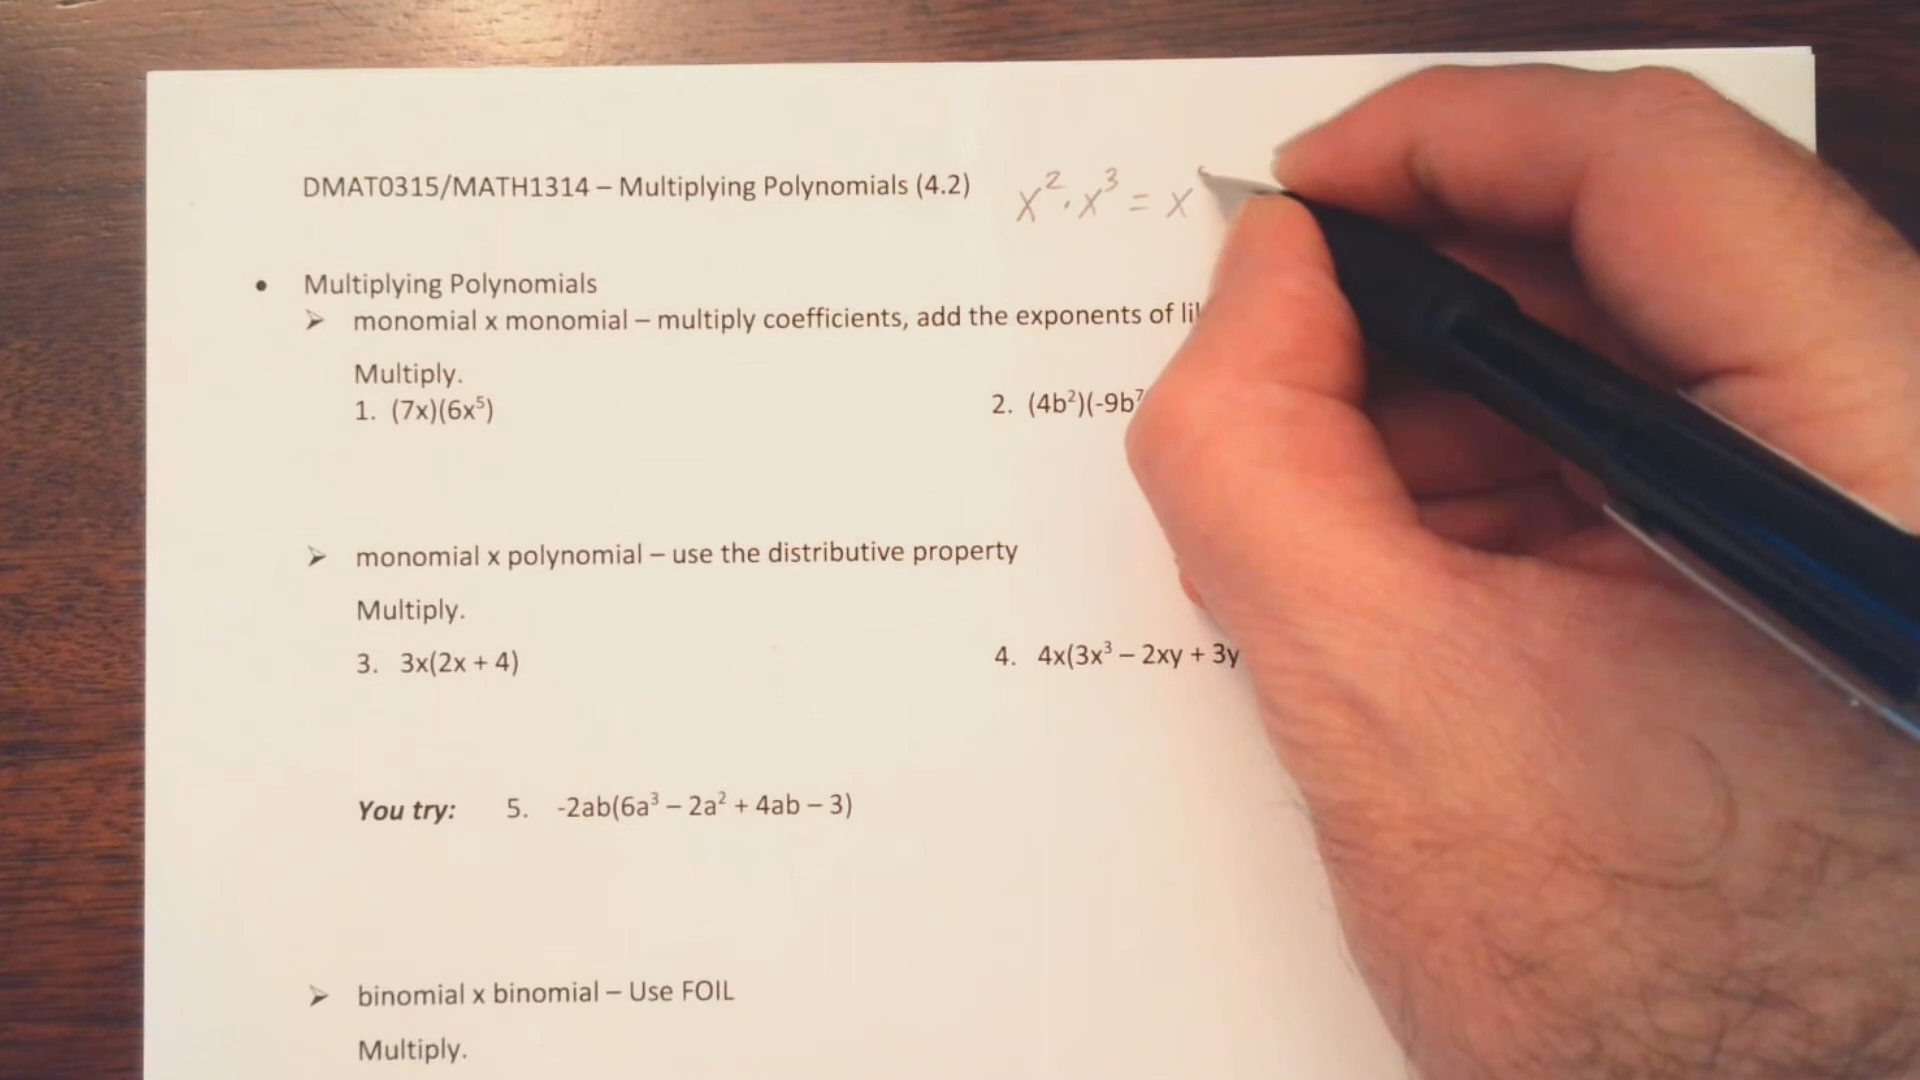 DMAT0315/MATH1314 – Multiplying Polynomials (4.2) x²·x³ = x
• Multiplying Polynomials
➢ monomial x monomial – multiply coefficients, add the exponents of
Multiply.
1. (7x)(6x⁵) 2. (4b²)(-9b⁷
➢ monomial x polynomial – use the distributive property
Multiply.
3. 3x(2x + 4) 4. 4x(3x³ – 2xy + 3y
You try: 5. -2ab(6a³ – 2a² + 4ab – 3)
➢ binomial x binomial – Use FOIL
Multiply.